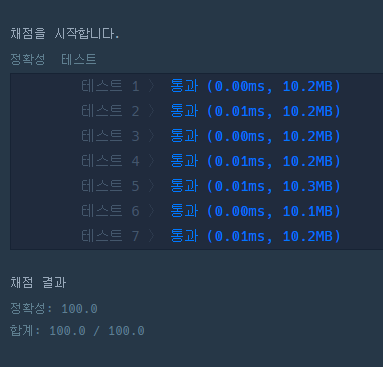 채점을 시작합니다.
정확성 테스트
테스트 1 〉 통과 (0.00ms, 10.2MB)
테스트 2 〉 통과 (0.01ms, 10.2MB)
테스트 3 〉 통과 (0.00ms, 10.2MB)
테스트 4 〉 통과 (0.01ms, 10.2MB)
테스트 5 〉 통과 (0.01ms, 10.3MB)
테스트 6 〉 통과 (0.00ms, 10.1MB)
테스트 7 〉 통과 (0.01ms, 10.2MB)
채점 결과
정확성: 100.0
합계: 100.0 / 100.0